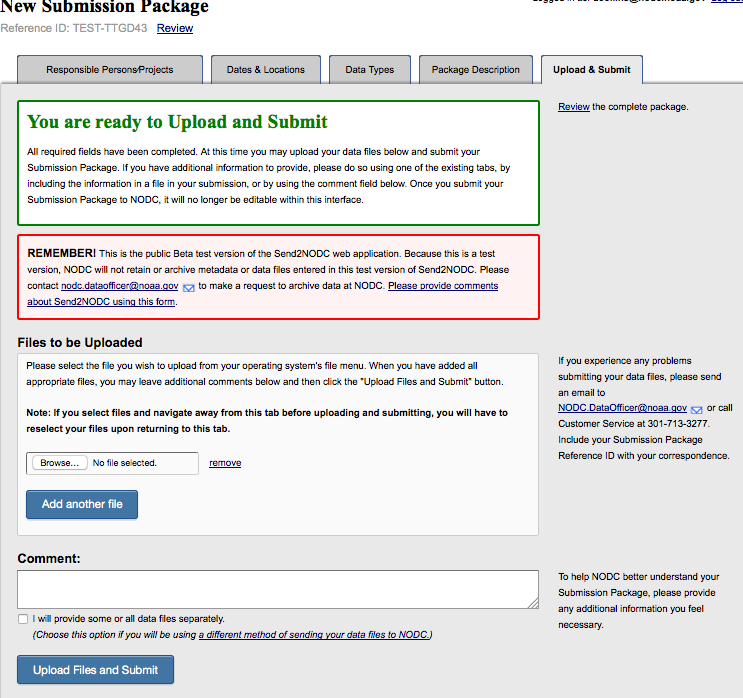 New Submission Package
Reference ID: TEST-TTGD43 Review
Responsible Persons/Projects
Dates & Locations
Data Types
Package Description
Upload & Submit
You are ready to Upload and Submit
All required fields have been completed. At this time you may upload your data files below and submit your
Submission Package. If you have additional information to provide, please do so using one of the existing tabs, by
including the information in a file in your submission, or by using the comment field below. Once you submit your
Submission Package to NODC, it will no longer be editable within this interface.
Review the complete package.
REMEMBER! This is the public Beta test version of the Send2NODC web application. Because this is a test
version, NODC will not retain or archive metadata or data files entered in this test version of Send2NODC. Please
contact nodc.dataofficer@noaa.gov to make a request to archive data at NODC. Please provide comments
about Send2NODC using this form.
Files to be Uploaded
Please select the file you wish to upload from your operating system's file menu. When you have added all
appropriate files, you may leave additional comments below and then click the "Upload Files and Submit" button.
Note: If you select files and navigate away from this tab before uploading and submitting, you will have to
reselect your files upon returning to this tab.
Browse... No file selected. remove
Add another file
If you experience any problems
submitting your data files, please send
an email to
NODC.DataOfficer@noaa.gov or call
Customer Service at 301-713-3277.
Include your Submission Package
Reference ID with your correspondence.
Comment:
I will provide some or all data files separately.
(Choose this option if you will be using a different method of sending your data files to NODC.)
To help NODC better understand your
Submission Package, please provide
any additional information you feel
necessary.
Upload Files and Submit